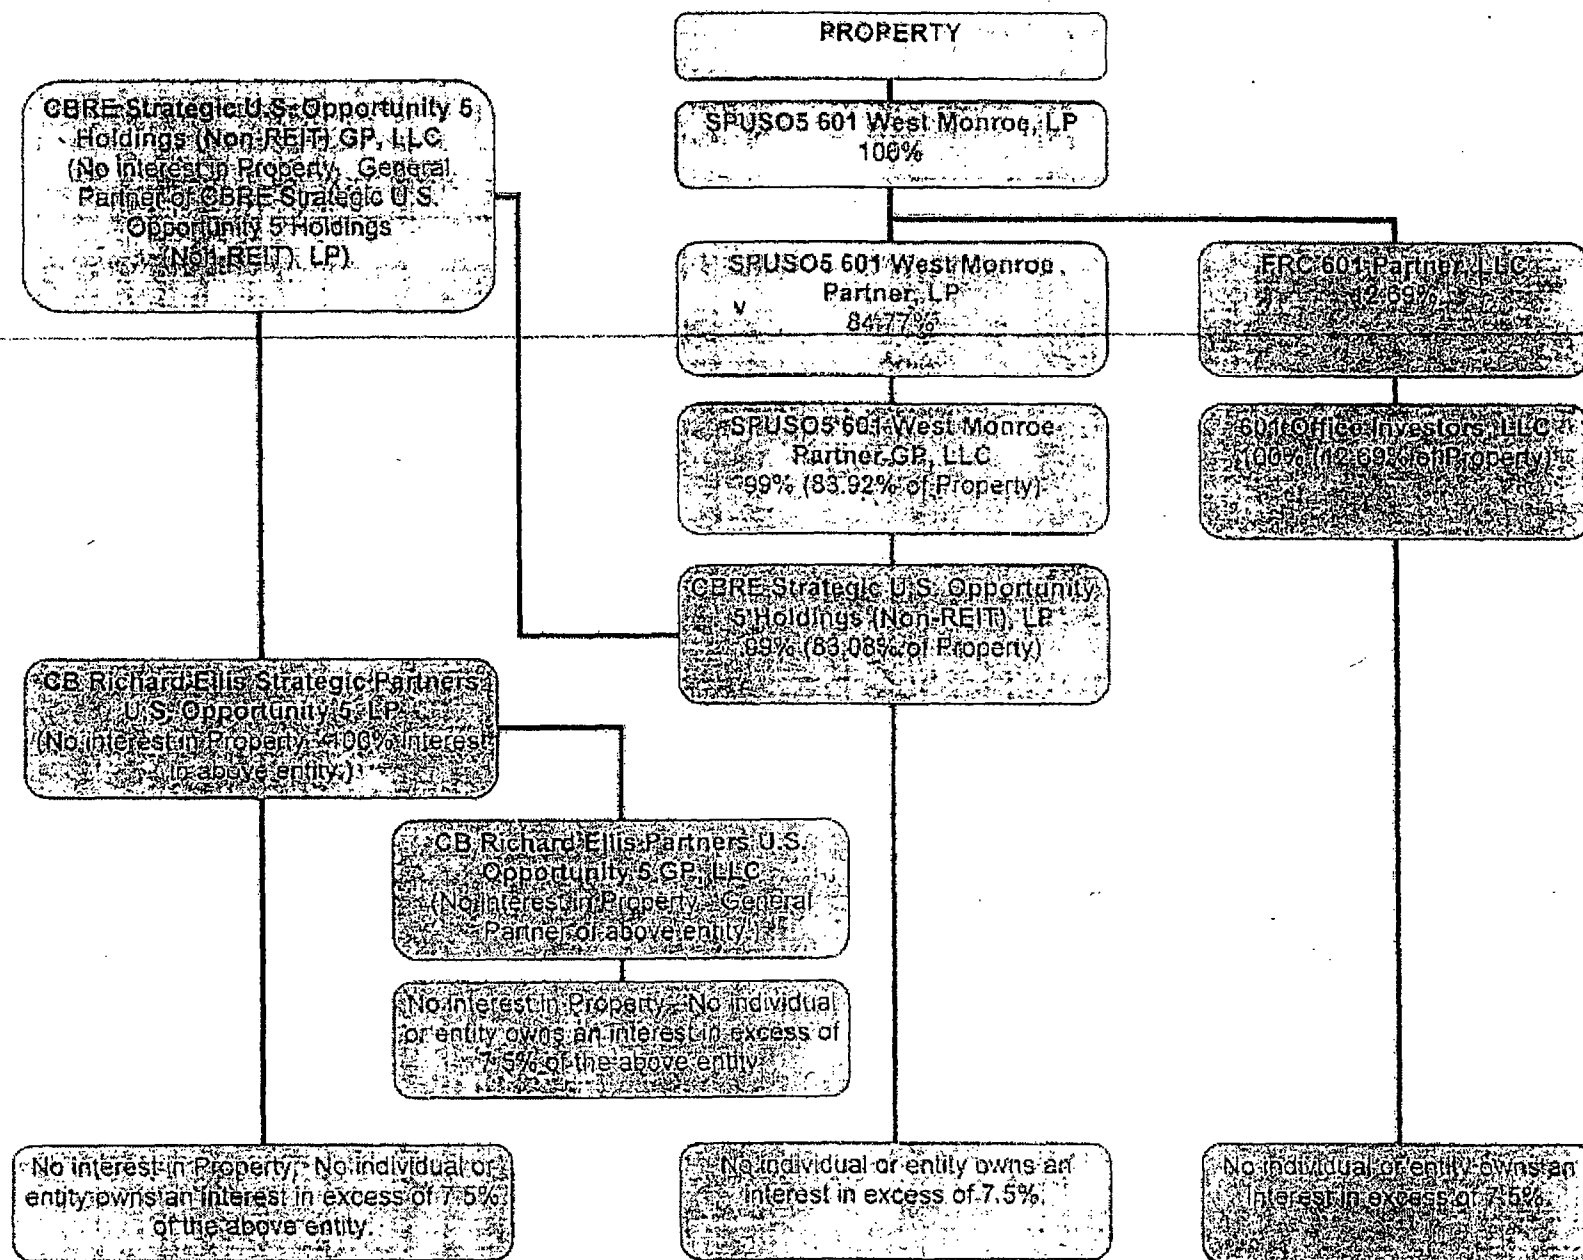 PROPERTY
SPUSO5 601 West Monroe, LP
100%
CBRE Strategic U.S. Opportunity 5
Holdings (Non-REIT) GP, LLC
(No interest in Property. General
Partner of CBRE Strategic U.S.
Opportunity 5 Holdings
(Non-REIT), LP)
SPUSO5 601 West Monroe
Partner, LP
84.77%
FRC 601 Partner, LLC
12.69%
SPUSO5 601 West Monroe
Partner GP, LLC
99% (83.92% of Property)
601 Office Investors, LLC
100% (12.69% of Property)
CBRE Strategic U.S. Opportunity
5 Holdings (Non-REIT), LP
99% (83.08% of Property)
CB Richard Ellis Strategic Partners
U.S. Opportunity 5, LP
(No interest in Property. 100% Interest
in above entity.)
CB Richard Ellis Partners U.S.
Opportunity 5 GP, LLC
(No interest in Property. General
Partner of above entity.)
No interest in Property. No individual
or entity owns an interest in excess of
7.5% of the above entity
No interest in Property. No individual or
entity owns an interest in excess of 7.5%
of the above entity.
No individual or entity owns an
interest in excess of 7.5%.
No individual or entity owns an
interest in excess of 7.5%.